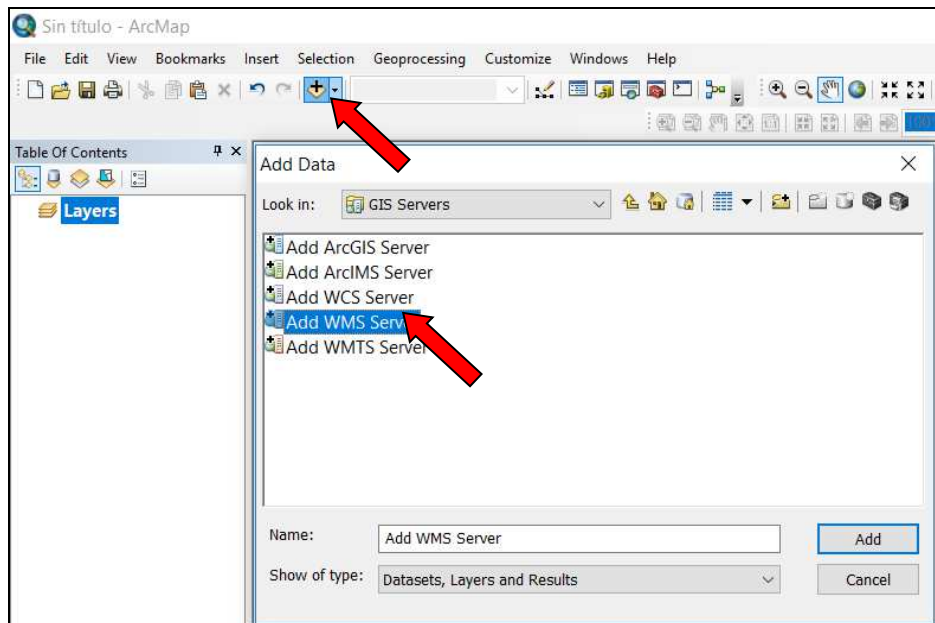 Sin título - ArcMap
File Edit View Bookmarks Insert Selection Geoprocessing Customize Windows Help
100%
Table Of Contents
Layers
Add Data
Look in: GIS Servers
Add ArcGIS Server
Add ArcIMS Server
Add WCS Server
Add WMS Serv
Add WMTS Server
Name: Add WMS Server Add
Show of type: Datasets, Layers and Results Cancel